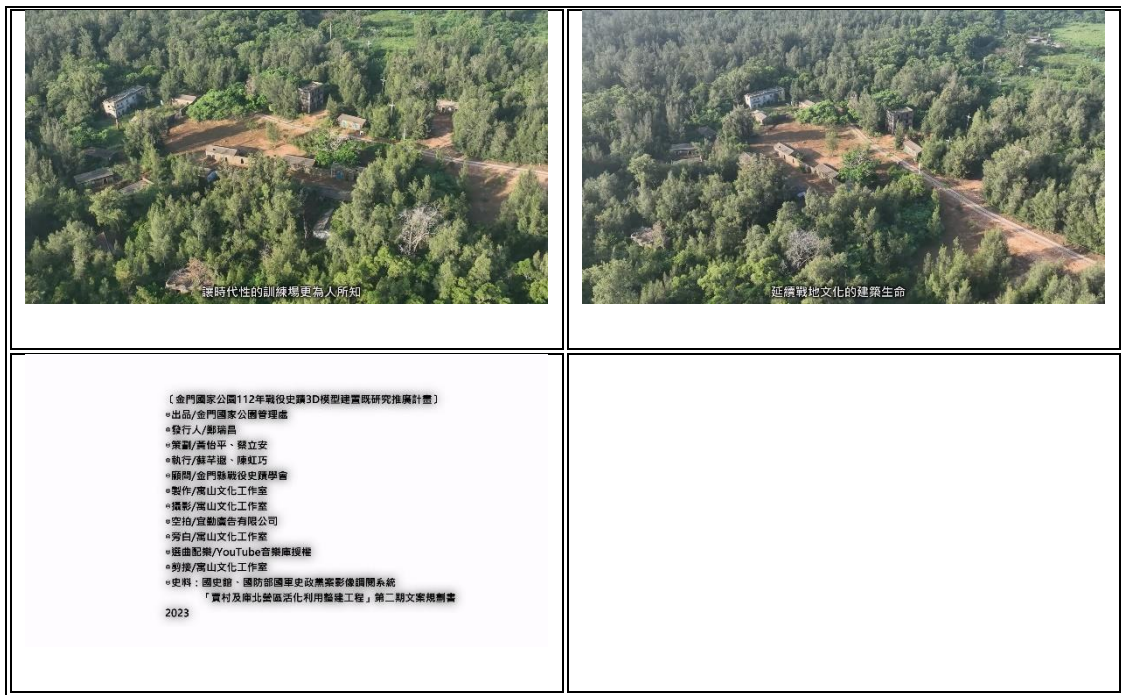 讓時代性的訓練場更為人所知
延續戰地文化的建築生命
〔金門國家公園112年戰役史蹟3D模型建置既研究推廣計畫〕
◎出品/金門國家公園管理處
◎發行人/鄭瑞昌
◎策劃/黃怡平、蔡立安
◎執行/蘇芊遐、陳虹巧
◎顧問/金門縣戰役史蹟學會
◎製作/寓山文化工作室
◎攝影/寓山文化工作室
◎空拍/宜勤廣告有限公司
◎旁白/寓山文化工作室
◎選曲配樂/YouTube音樂庫授權
◎剪接/寓山文化工作室
◎史料：國史館、國防部國軍史政檔案影像調閱系統
「賈村及庫北營區活化利用整建工程」第二期文案規劃書
2023